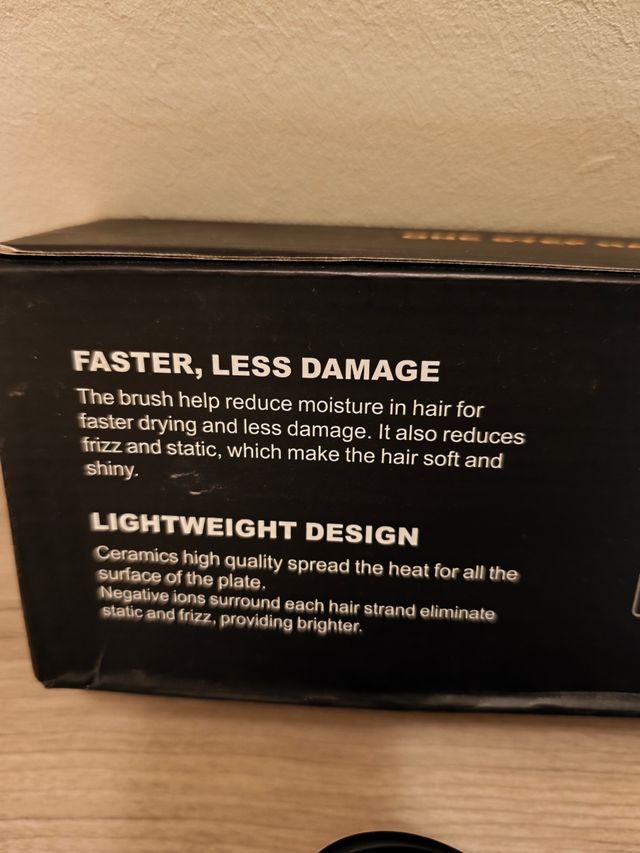 FASTER, LESS DAMAGE
The brush help reduce moisture in hair for
faster drying and less damage. It also reduces
frizz and static, which make the hair soft and
shiny.
LIGHTWEIGHT DESIGN
Ceramics high quality spread the heat for all the
surface of the plate.
Negative ions surround each hair strand eliminate
static and frizz, providing brighter.